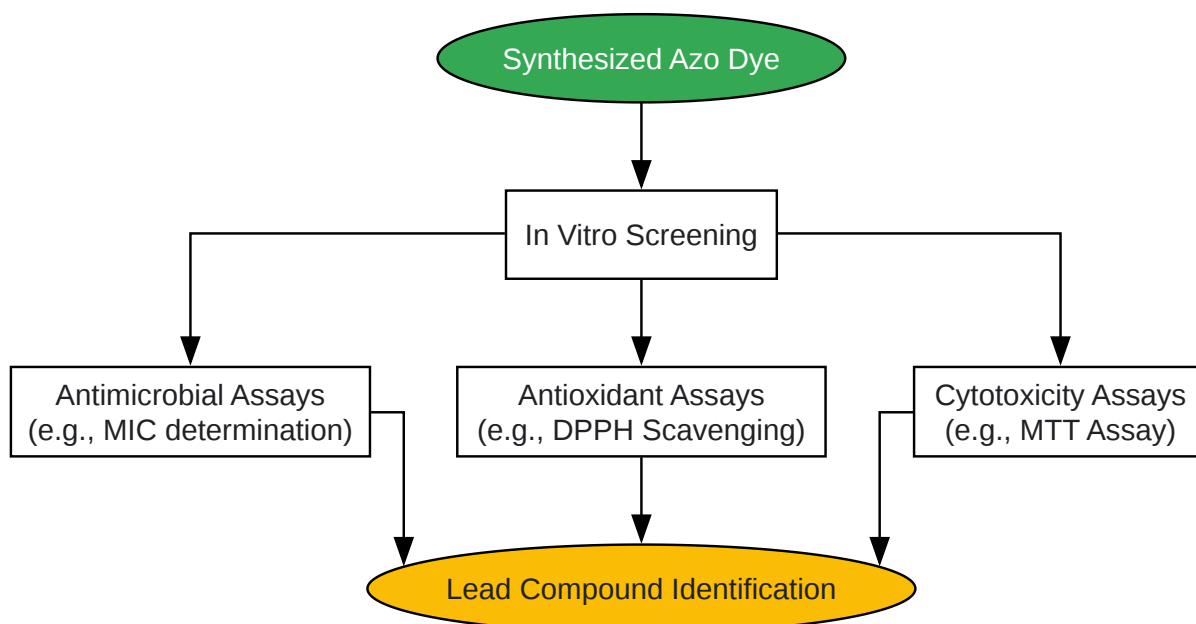 Synthesized Azo Dye
In Vitro Screening
Antimicrobial Assays
(e.g., MIC determination)
Antioxidant Assays
(e.g., DPPH Scavenging)
Cytotoxicity Assays
(e.g., MTT Assay)
Lead Compound Identification